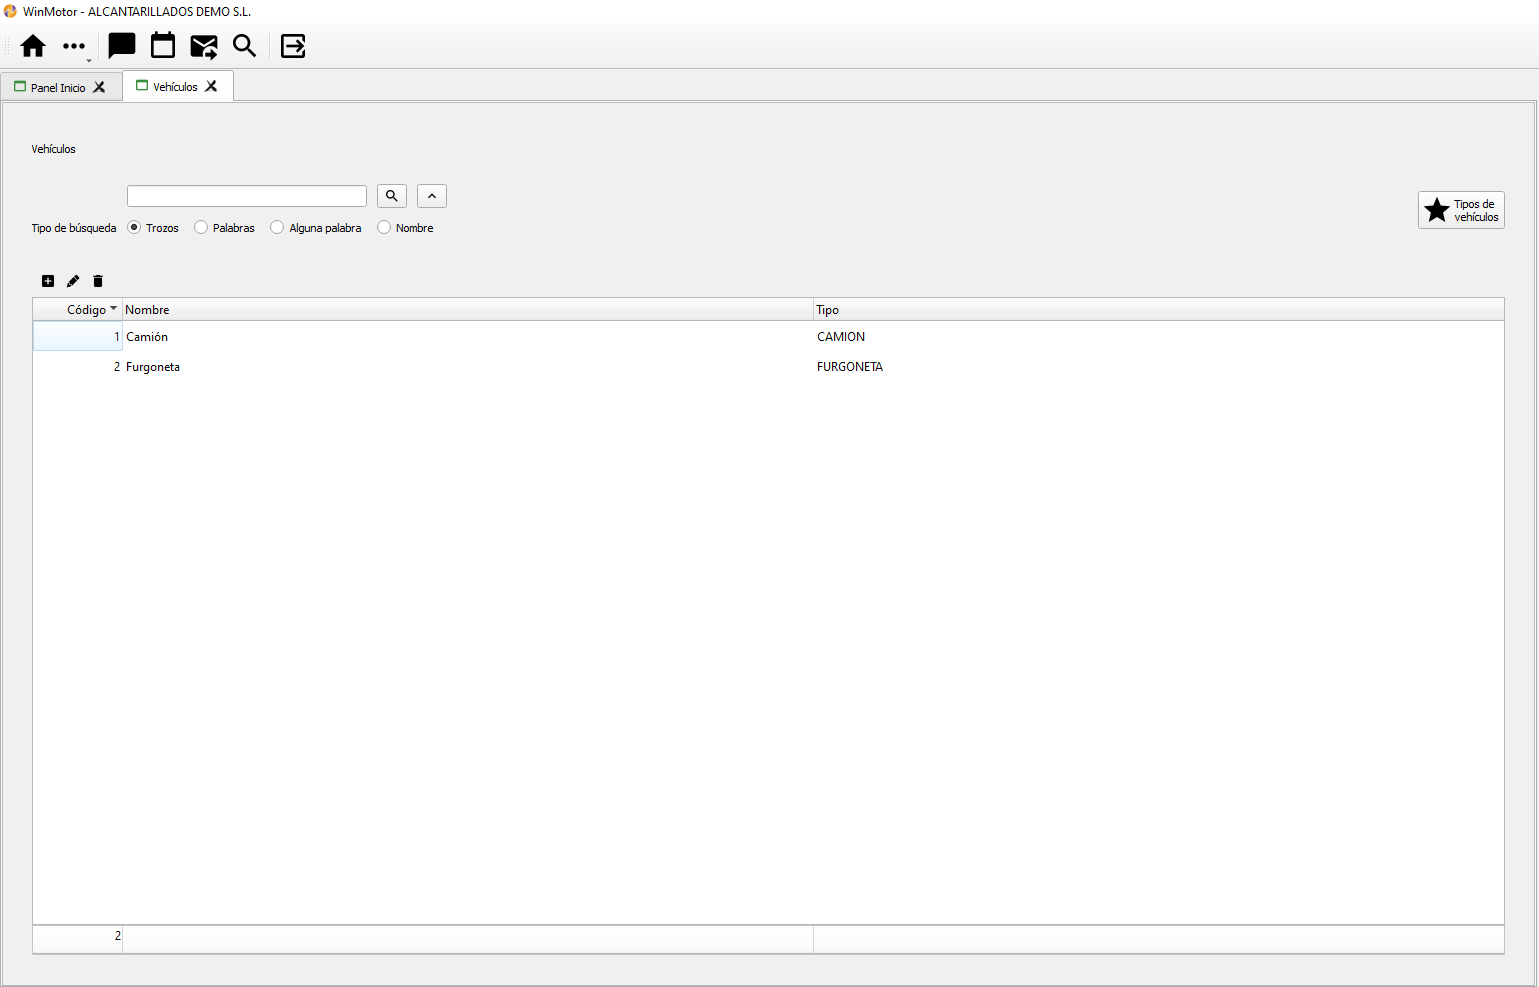 WinMotor - ALCANTARILLADOS DEMO S.L.
Panel Inicio
Vehículos
Vehículos
Tipos de
vehículos
Tipo de búsqueda Trozos Palabras Alguna palabra Nombre
Código Nombre Tipo
1 Camión CAMION
2 Furgoneta FURGONETA
2